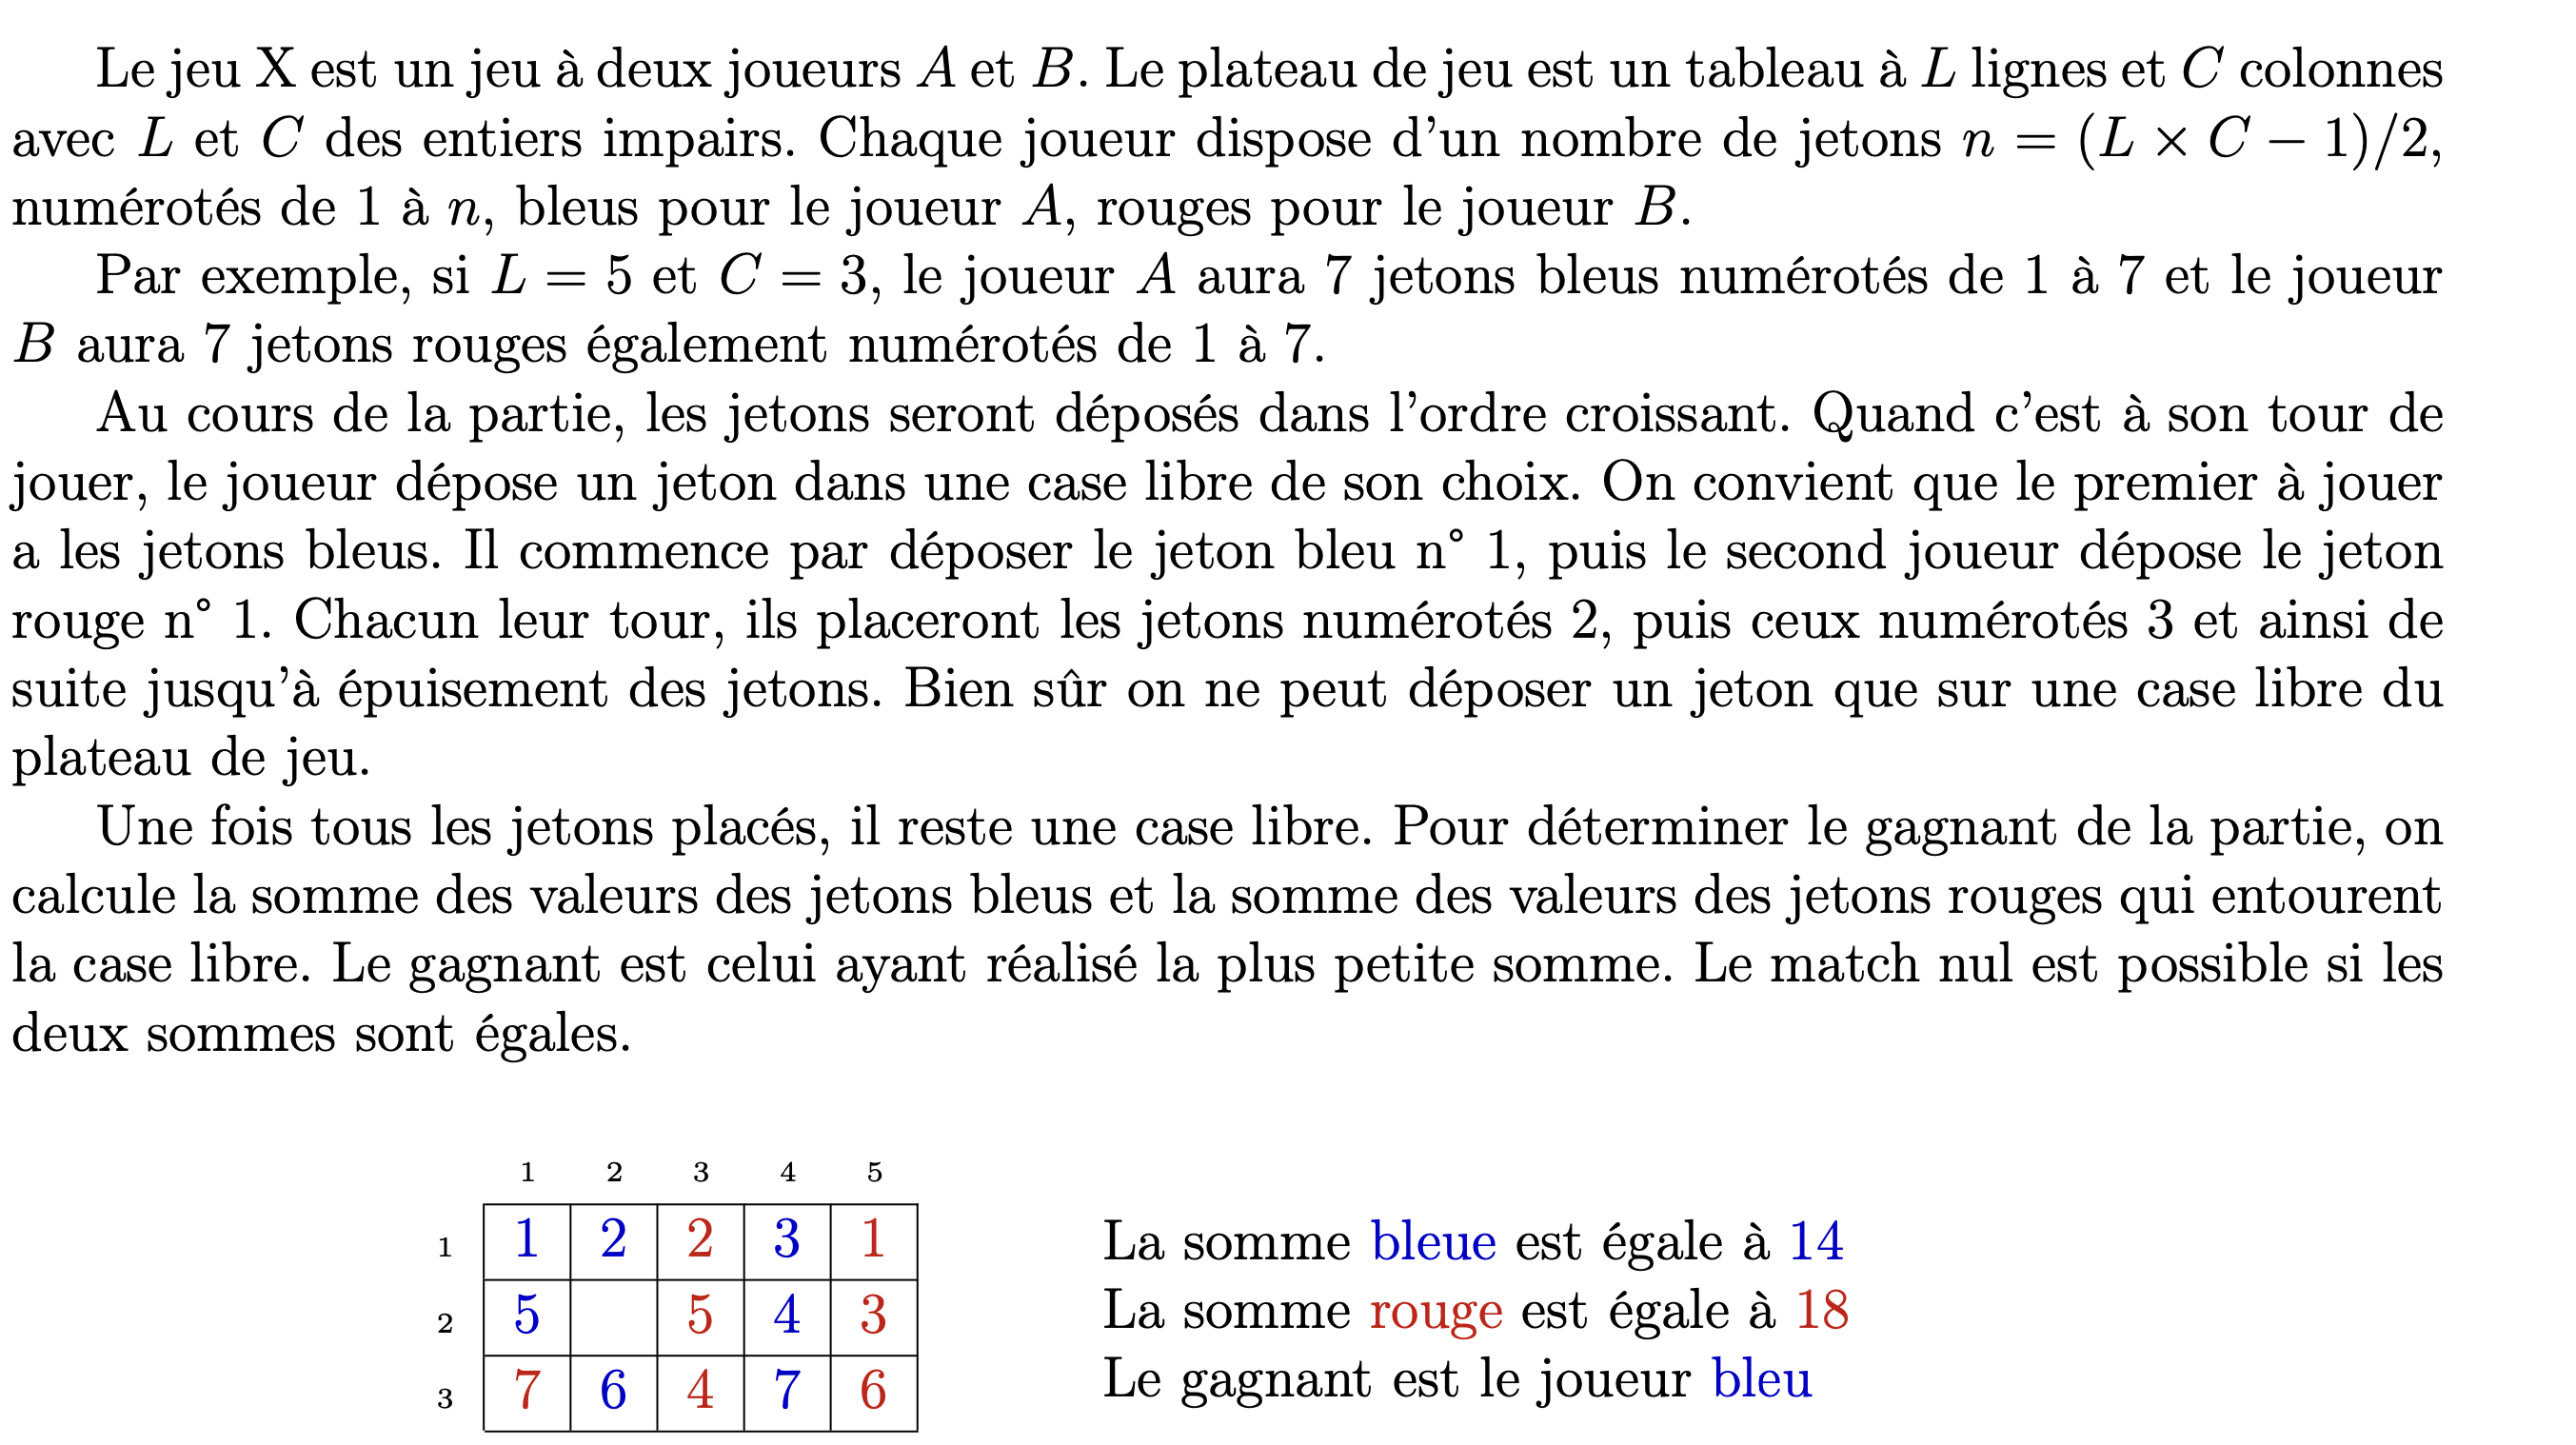 Le jeu X est un jeu à deux joueurs A et B. Le plateau de jeu est un tableau à L lignes et C colonnes
avec L et C des entiers impairs. Chaque joueur dispose d'un nombre de jetons n = (L × C − 1)/2,
numérotés de 1 à n, bleus pour le joueur A, rouges pour le joueur B.
Par exemple, si L = 5 et C = 3, le joueur A aura 7 jetons bleus numérotés de 1 à 7 et le joueur
B aura 7 jetons rouges également numérotés de 1 à 7.
Au cours de la partie, les jetons seront déposés dans l'ordre croissant. Quand c'est à son tour de
jouer, le joueur dépose un jeton dans une case libre de son choix. On convient que le premier à jouer
a les jetons bleus. Il commence par déposer le jeton bleu n° 1, puis le second joueur dépose le jeton
rouge n° 1. Chacun leur tour, ils placeront les jetons numérotés 2, puis ceux numérotés 3 et ainsi de
suite jusqu'à épuisement des jetons. Bien sûr on ne peut déposer un jeton que sur une case libre du
plateau de jeu.
Une fois tous les jetons placés, il reste une case libre. Pour déterminer le gagnant de la partie, on
calcule la somme des valeurs des jetons bleus et la somme des valeurs des jetons rouges qui entourent
la case libre. Le gagnant est celui ayant réalisé la plus petite somme. Le match nul est possible si les
deux sommes sont égales.
1 2 3 4 5
1 1 2 2 3 1
2 5 5 4 3
3 7 6 4 7 6
La somme bleue est égale à 14
La somme rouge est égale à 18
Le gagnant est le joueur bleu